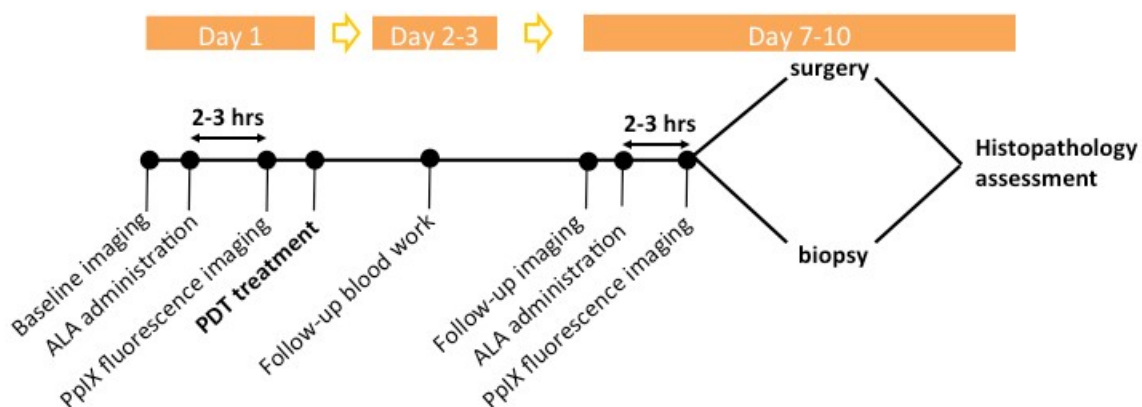 Day 1
Day 2-3
Day 7-10
surgery
2-3 hrs
2-3 hrs
Histopathology
assessment
biopsy
Baseline imaging
ALA administration
PpIX fluorescence imaging
PDT treatment
Follow-up blood work
Follow-up imaging
ALA administration
PpIX fluorescence imaging